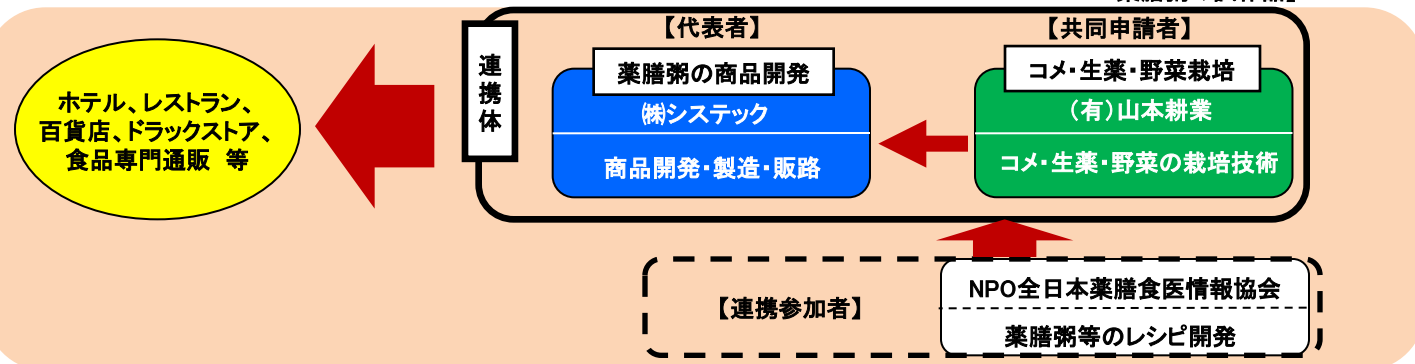 【代表者】
【共同申請者】
連携体
薬膳粥の商品開発
㈱システック
商品開発・製造・販路
コメ・生薬・野菜栽培
（有）山本耕業
コメ・生薬・野菜の栽培技術
ホテル、レストラン、
百貨店、ドラックストア、
食品専門通販 等
【連携参加者】
NPO全日本薬膳食医情報協会
薬膳粥等のレシピ開発